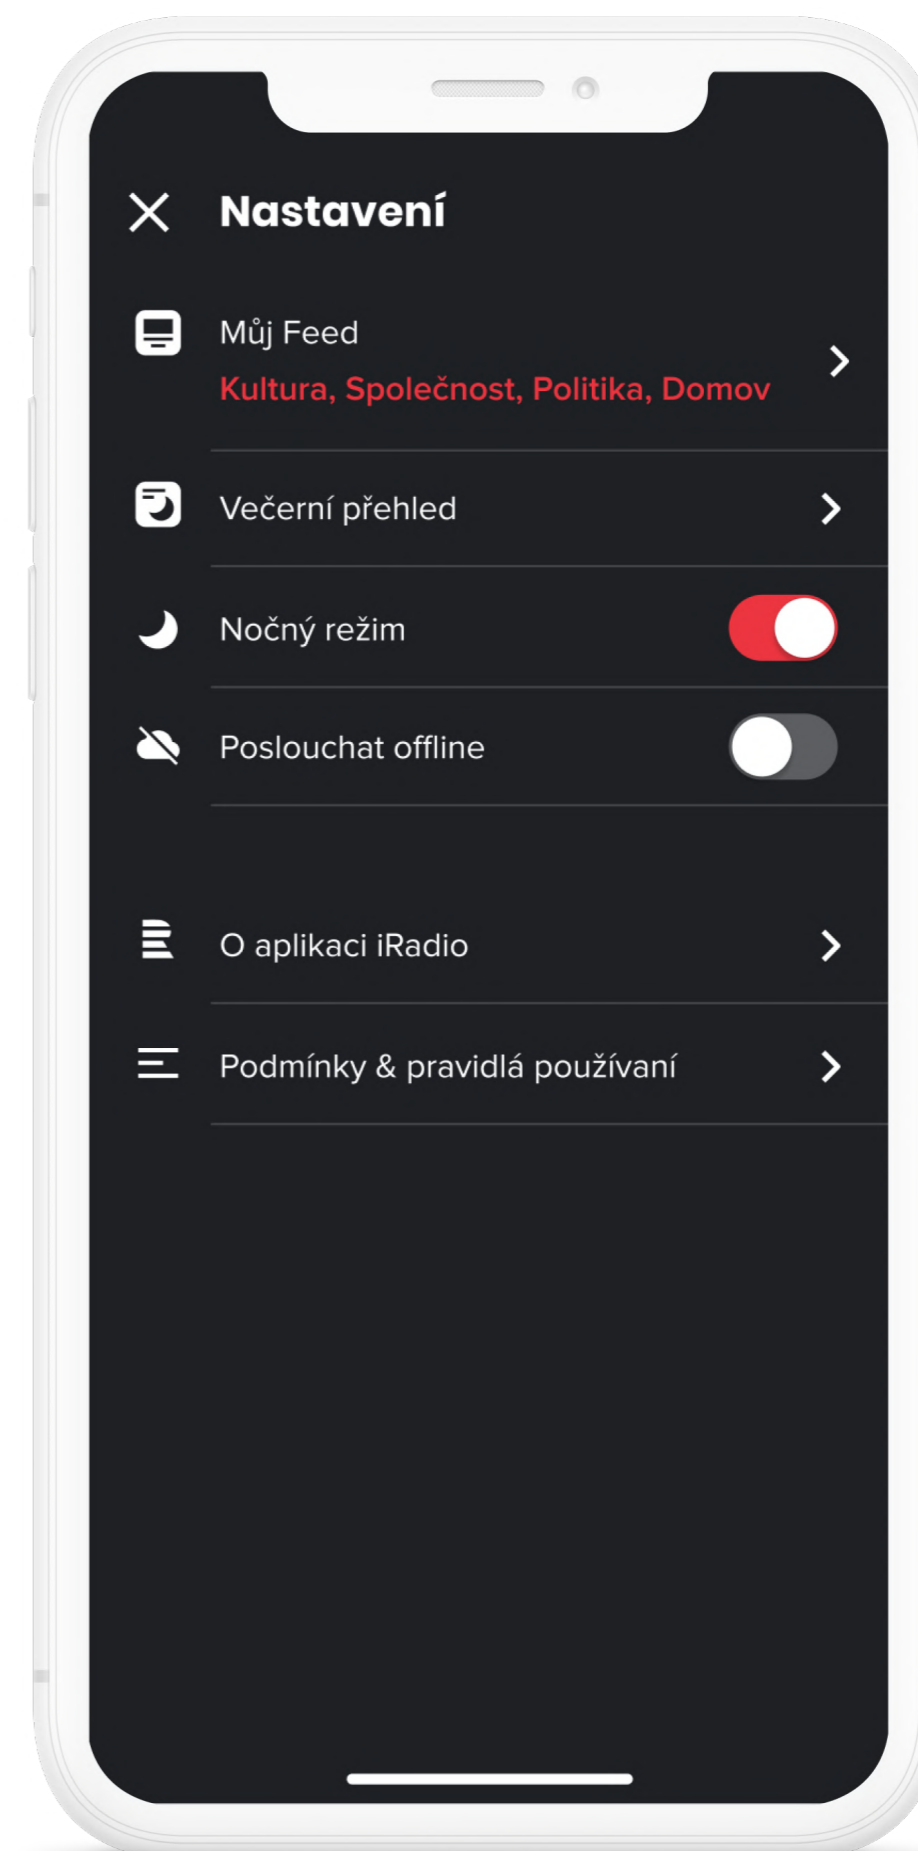 Nastavení
Můj Feed
Kultura, Společnost, Politika, Domov
Večerní přehled
Nočný režim
Poslouchat offline
O aplikaci iRadio
Podmínky & pravidlá používaní